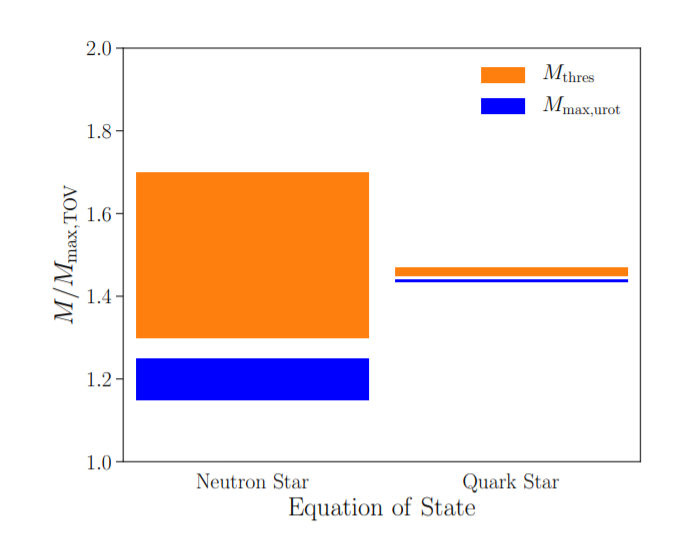 2.0
1.8
1.6
1.4
1.2
1.0
M/M_max,TOV
M_thres
M_max,urot
Neutron Star
Quark Star
Equation of State